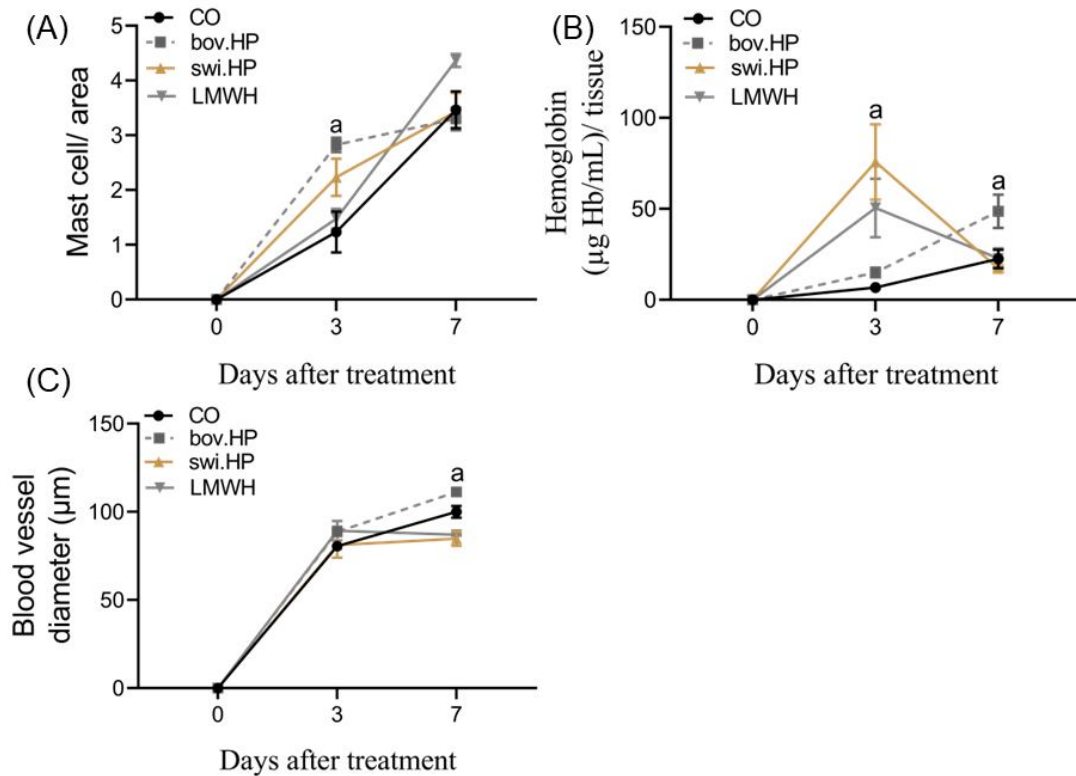 (A)
CO
bov.HP
swi.HP
LMWH
Mast cell/ area
5
4
3
2
1
0
a
0 3 7
Days after treatment
(B)
CO
bov.HP
swi.HP
LMWH
Hemoglobin
(µg Hb/mL)/ tissue
150
100
50
0
a
a
0 3 7
Days after treatment
(C)
CO
bov.HP
swi.HP
LMWH
Blood vessel
diameter (µm)
150
100
50
0
a
0 3 7
Days after treatment